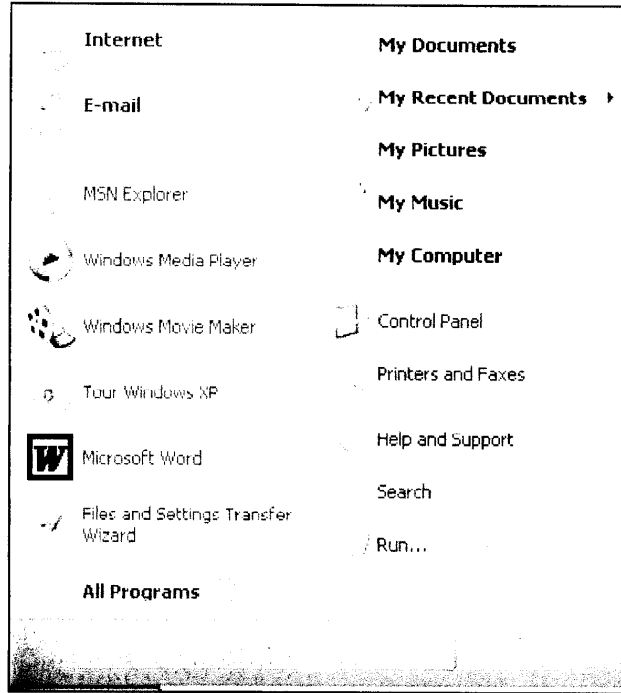 Internet
E-mail
MSN Explorer
Windows Media Player
Windows Movie Maker
Tour Windows XP
W Microsoft Word
Files and Settings Transfer
Wizard
All Programs
My Documents
My Recent Documents
My Pictures
My Music
My Computer
Control Panel
Printers and Faxes
Help and Support
Search
Run...